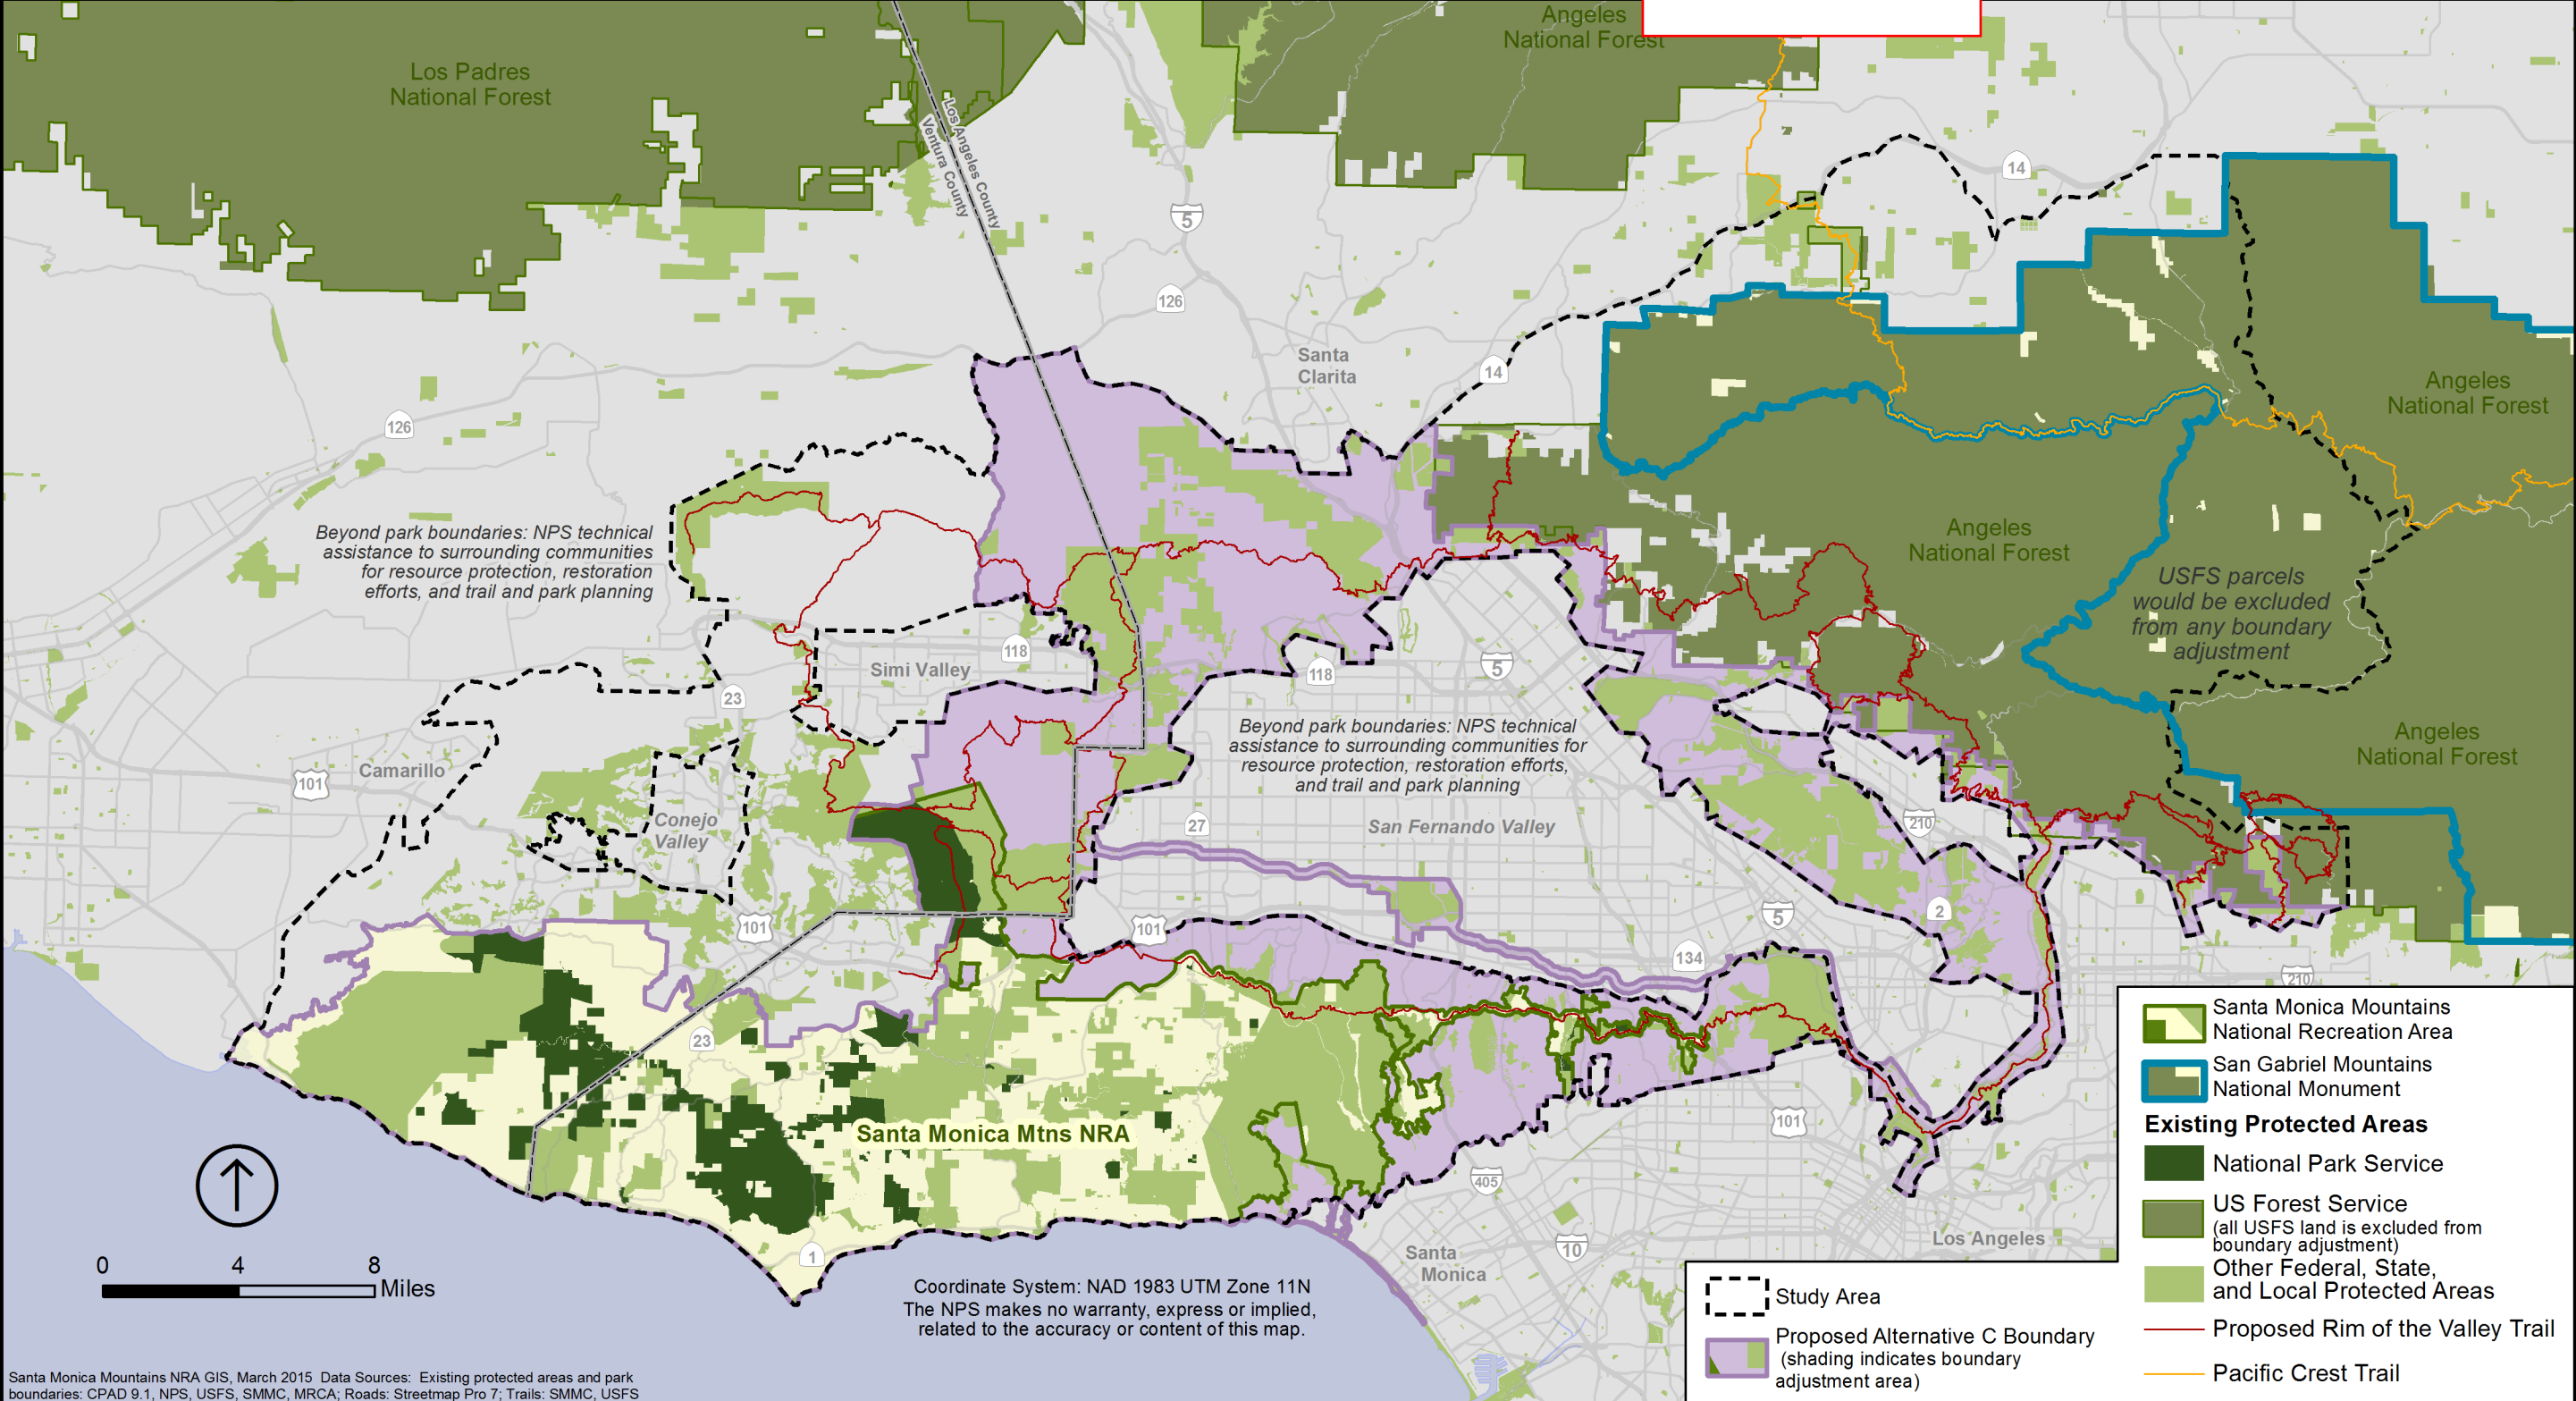 Los Padres
National Forest
Angeles
National Forest
Los Angeles County
Ventura County
14
5
126
Santa
Clarita
14
126
Angeles
National Forest
Beyond park boundaries: NPS technical
assistance to surrounding communities
for resource protection, restoration
efforts, and trail and park planning
Angeles
National Forest
USFS parcels
would be excluded
from any boundary
adjustment
118
Simi Valley
118
5
23
Beyond park boundaries: NPS technical
assistance to surrounding communities for
resource protection, restoration efforts,
and trail and park planning
Angeles
National Forest
Camarillo
101
Conejo
Valley
27
San Fernando Valley
210
101
101
5
2
134
210
23
Santa Monica Mtns NRA
101
405
Los Angeles
10
Santa
Monica
1
0 4 8
Miles
Coordinate System: NAD 1983 UTM Zone 11N
The NPS makes no warranty, express or implied,
related to the accuracy or content of this map.
Santa Monica Mountains NRA GIS, March 2015 Data Sources: Existing protected areas and park
boundaries: CPAD 9.1, NPS, USFS, SMMC, MRCA; Roads: Streetmap Pro 7; Trails: SMMC, USFS
Study Area
Proposed Alternative C Boundary
(shading indicates boundary
adjustment area)
Santa Monica Mountains
National Recreation Area
San Gabriel Mountains
National Monument
Existing Protected Areas
National Park Service
US Forest Service
(all USFS land is excluded from
boundary adjustment)
Other Federal, State,
and Local Protected Areas
Proposed Rim of the Valley Trail
Pacific Crest Trail